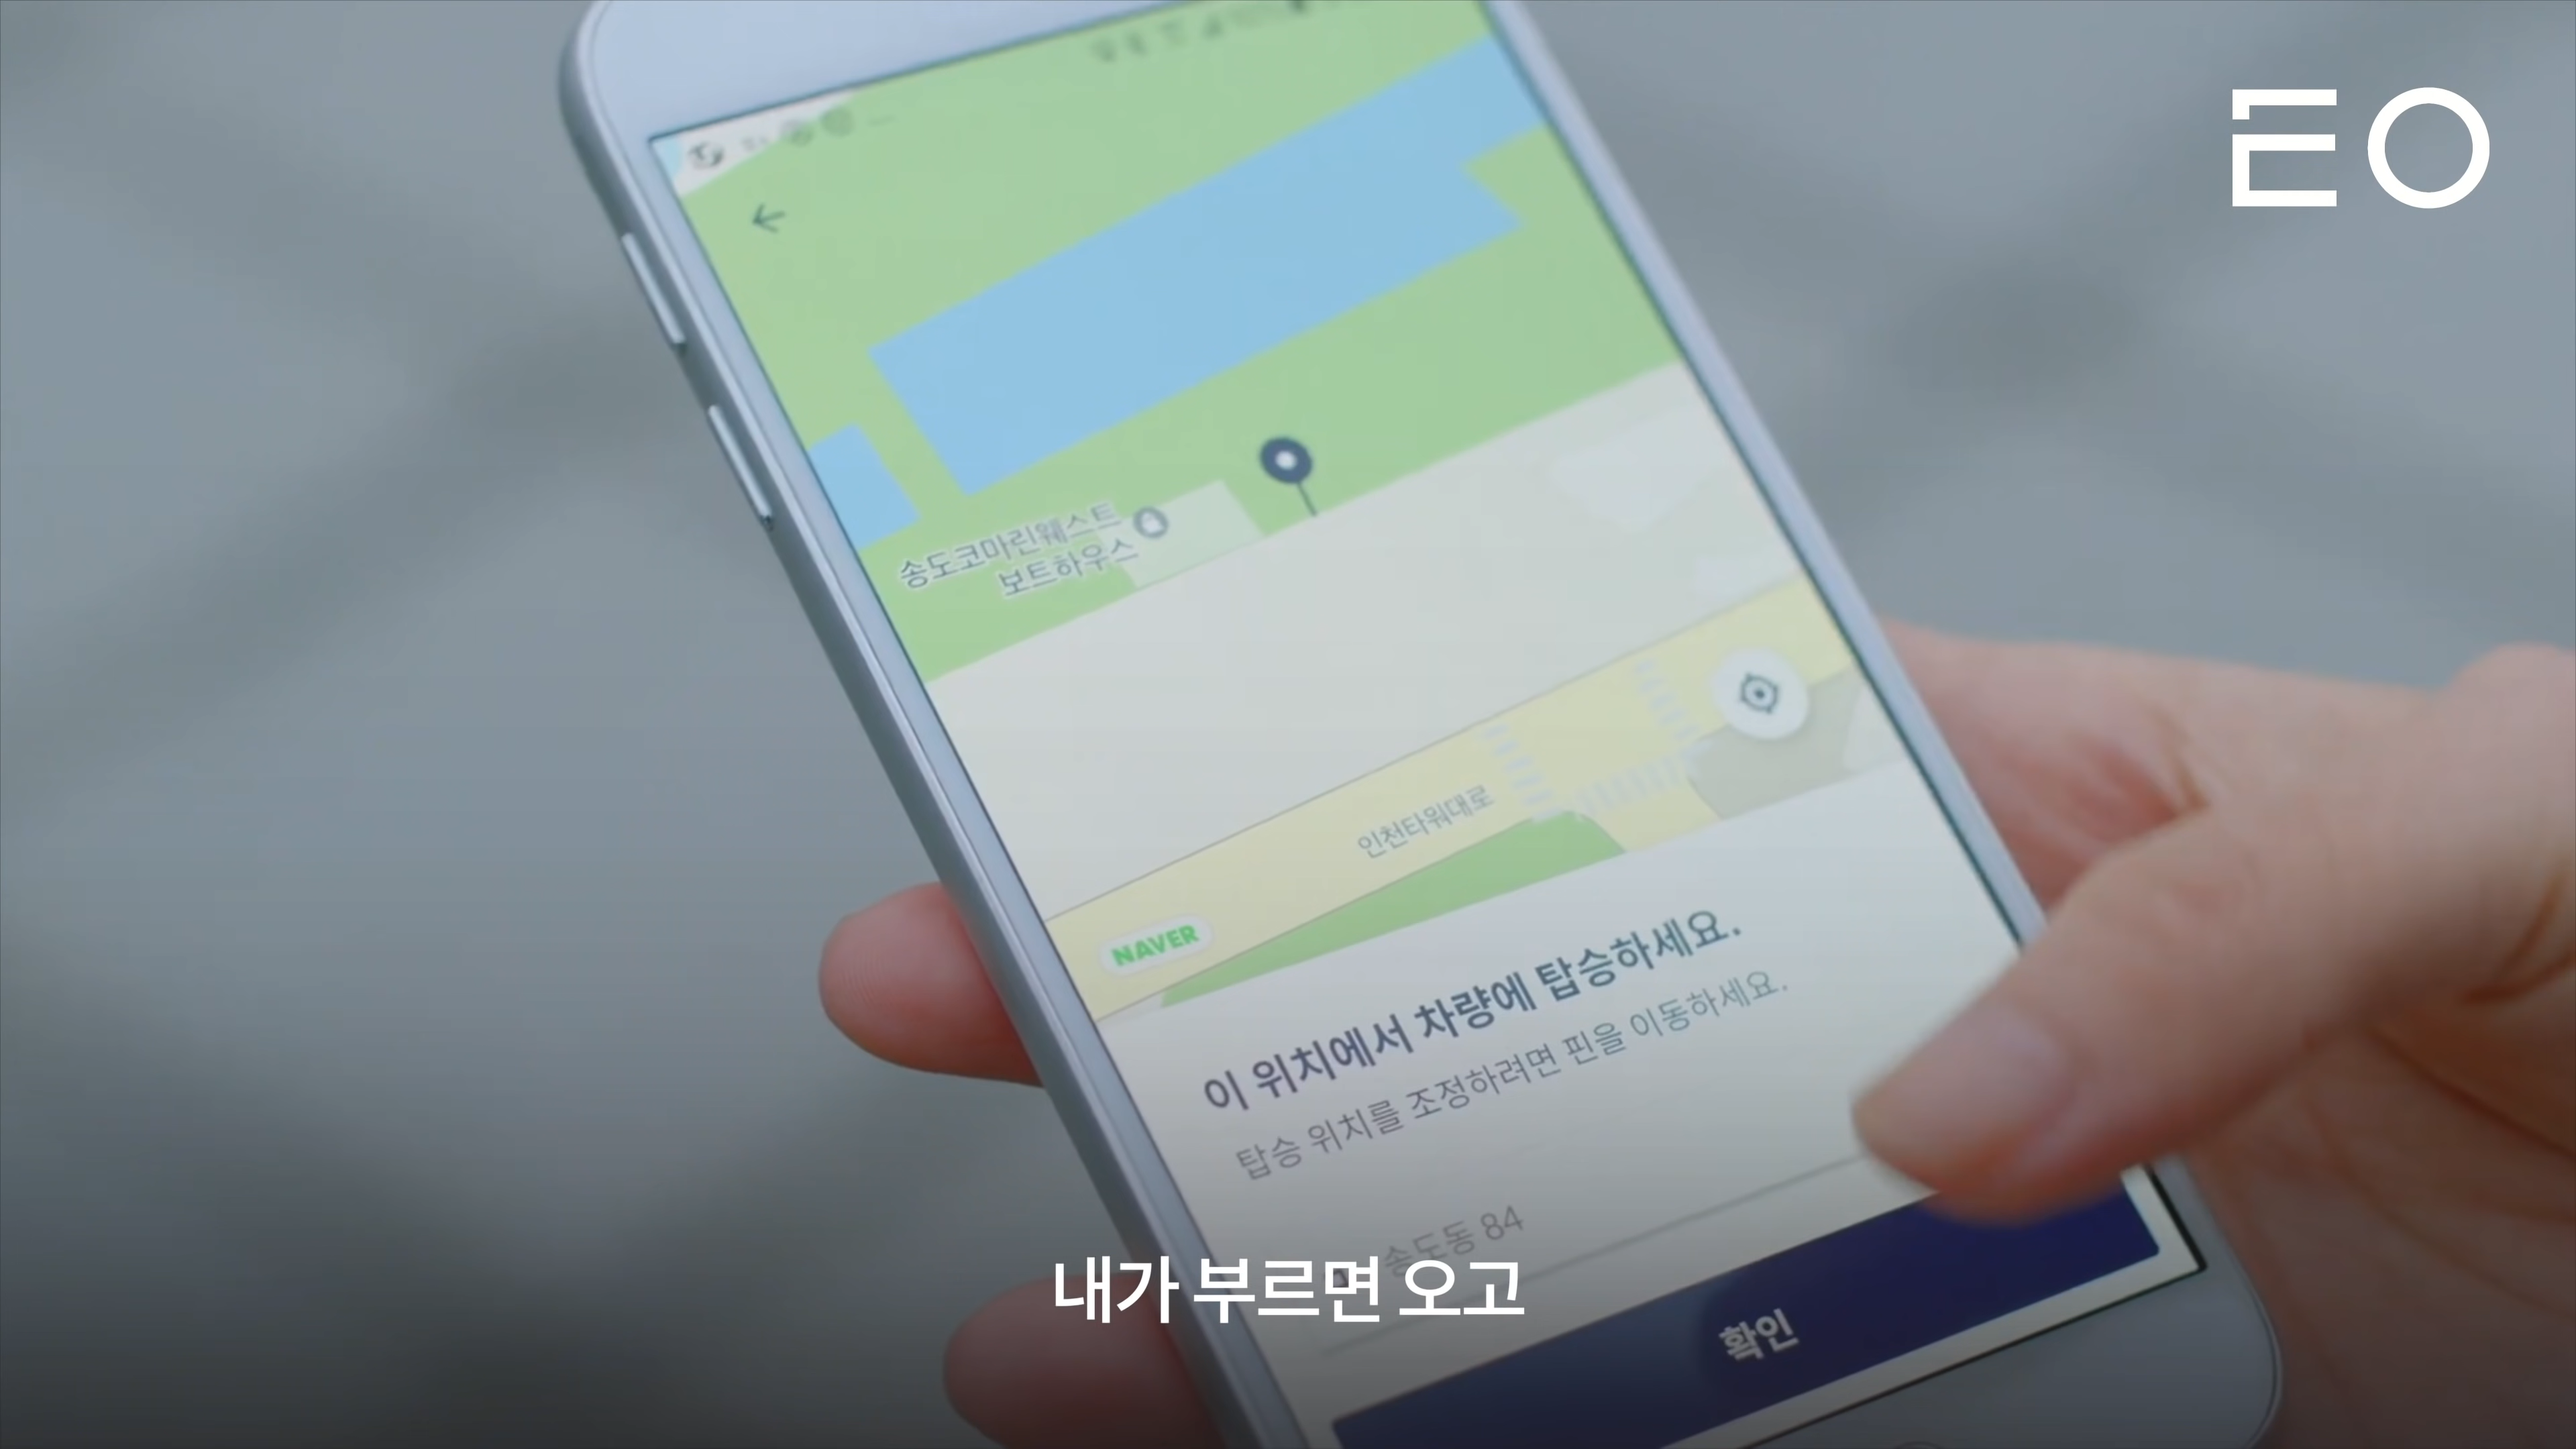 EO
송도코마린웨스트
보트하우스
인천타워대로
NAVER
이 위치에서 차량에 탑승하세요.
탑승 위치를 조정하려면 핀을 이동하세요.
송도동 84
내가 부르면 오고
확인